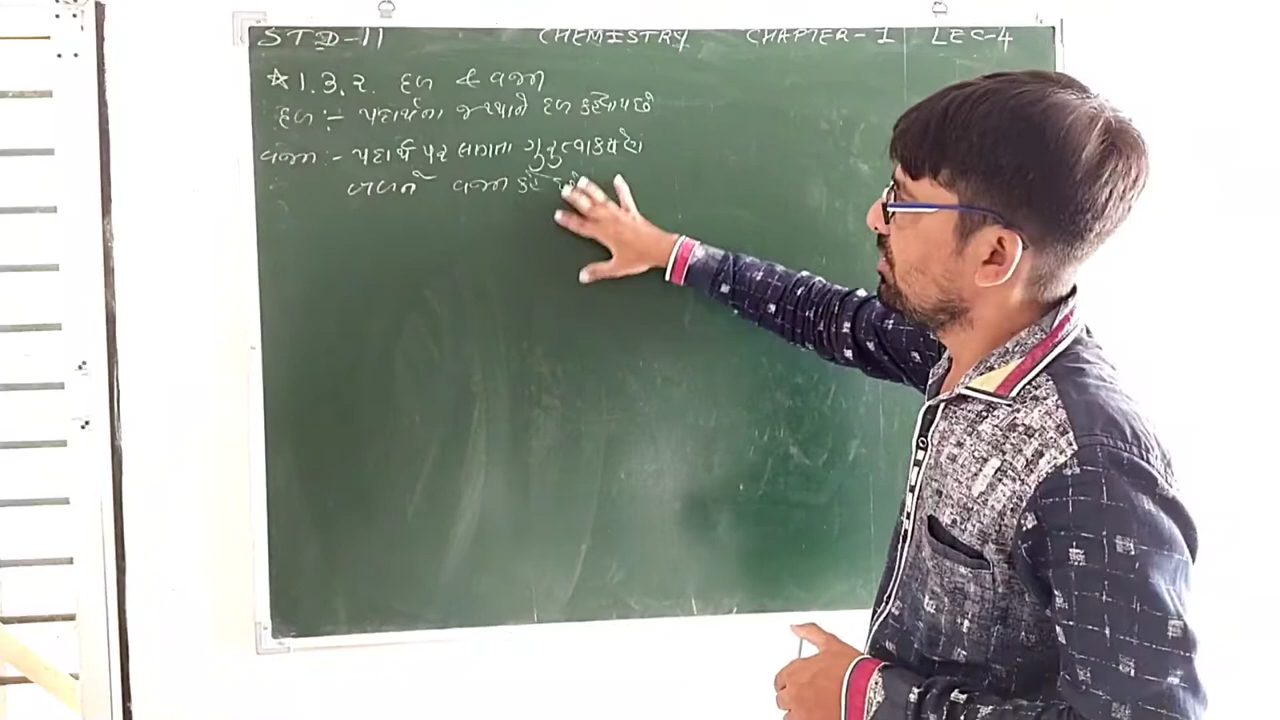 STD-11 CHEMISTRY CHAPTER-1 LEC-4
☆ 1.3.2. દળ & વજન
દળ :- પદાર્થના જથ્થાને દળ કહેવાય છે
વજન :- પદાર્થ પર લાગતા ગુરુત્વાકર્ષણ
બળને વજન કહે છે